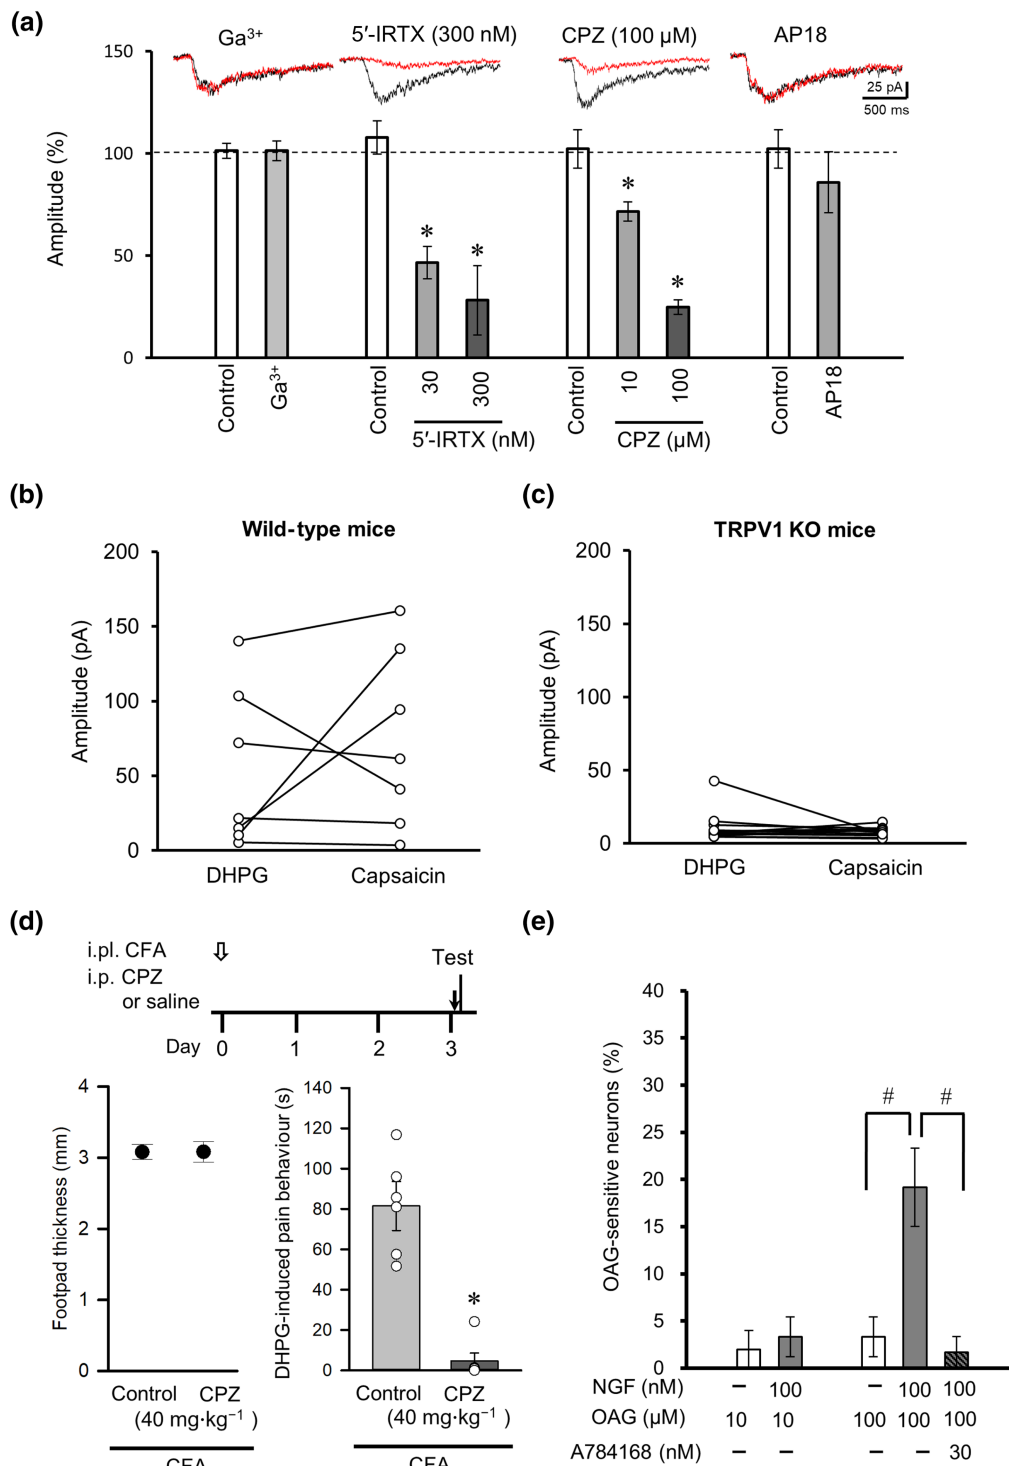 (a)
Ga³⁺ 5′-IRTX (300 nM) CPZ (100 µM) AP18
25 pA
500 ms
Amplitude (%)
150
100
50
0
* * * *
Control Ga³⁺ Control 30 300 Control 10 100 Control AP18
5′-IRTX (nM) CPZ (µM)
(b)
Wild-type mice
Amplitude (pA)
200
150
100
50
0
DHPG Capsaicin
(c)
TRPV1 KO mice
Amplitude (pA)
200
150
100
50
0
DHPG Capsaicin
(d)
i.pl. CFA
i.p. CPZ
or saline
Test
Day 0 1 2 3
Footpad thickness (mm)
4
3
2
1
0
Control CPZ
(40 mg·kg⁻¹ )
CFA
DHPG-induced pain behaviour (s)
140
120
100
80
60
40
20
0
*
Control CPZ
(40 mg·kg⁻¹ )
CFA
(e)
OAG-sensitive neurons (%)
40
35
30
25
20
15
10
5
0
# #
NGF (nM) – 100 – 100 100
OAG (µM) 10 10 100 100 100
A784168 (nM) – – – – 30